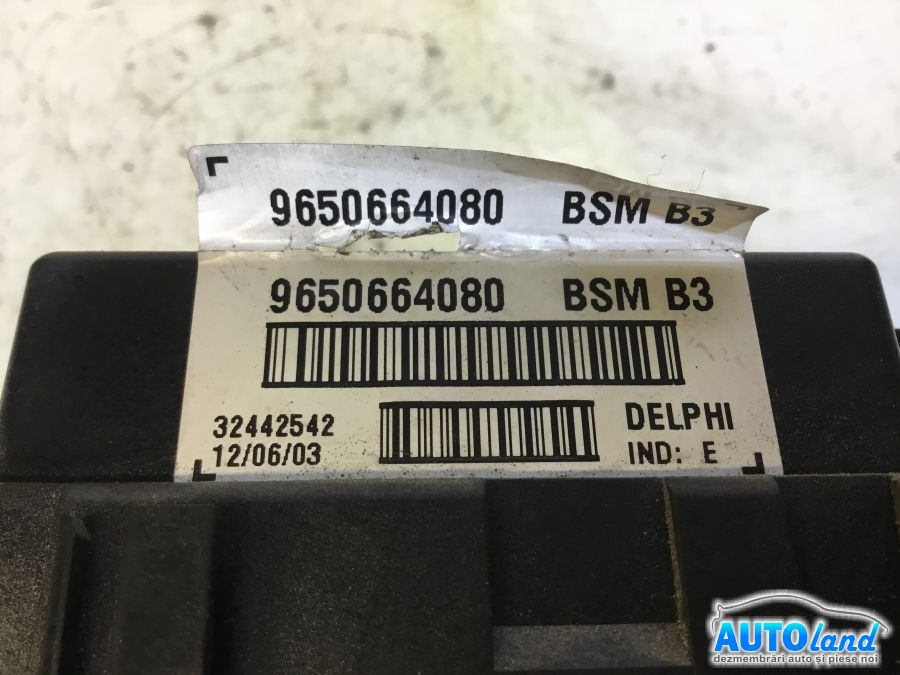 9650664080 BSM B3
9650664080 BSM B3
32442542
12/06/03
DELPHI
IND: E
AUTOland
dezmembrări auto și piese noi